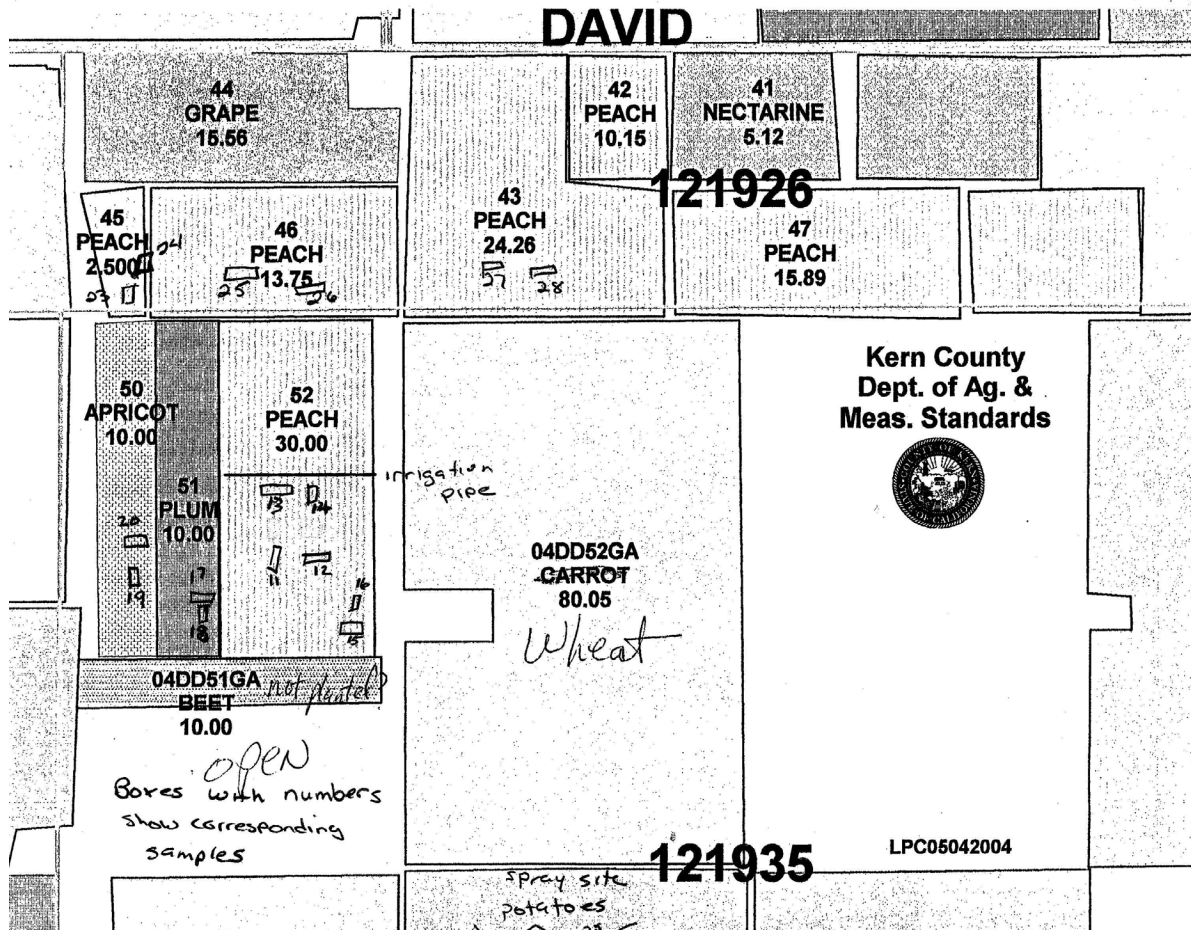 DAVID
44
GRAPE
15.56
42
PEACH
10.15
41
NECTARINE
5.12
121926
45
PEACH
2.500
24
23
46
PEACH
13.75
25
26
43
PEACH
24.26
27
28
47
PEACH
15.89
Kern County
Dept. of Ag. &
Meas. Standards
50
APRICOT
10.00
51
PLUM
10.00
52
PEACH
30.00
irrigation
pipe
13
14
11
12
16
15
20
19
17
18
04DD52GA
CARROT
80.05
Wheat
04DD51GA
not planted
BEET
10.00
open
Boxes with numbers
show corresponding
samples
121935
LPC05042004
spray site
potatoes